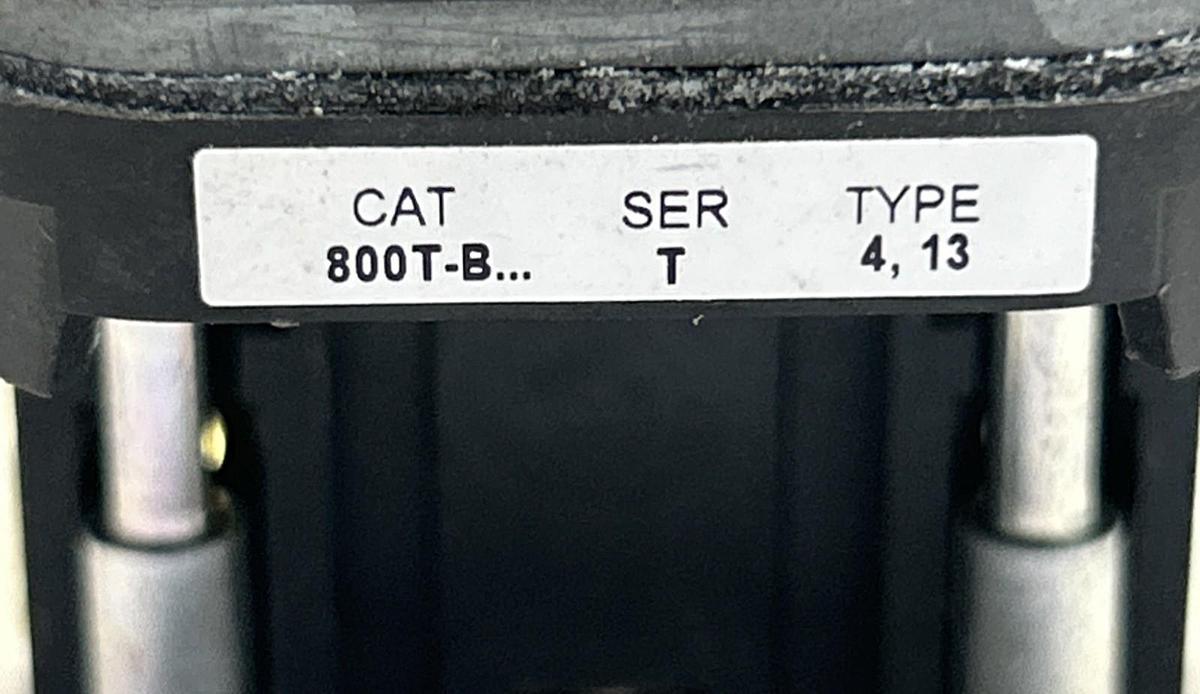 CAT SER TYPE
800T-B... T 4, 13